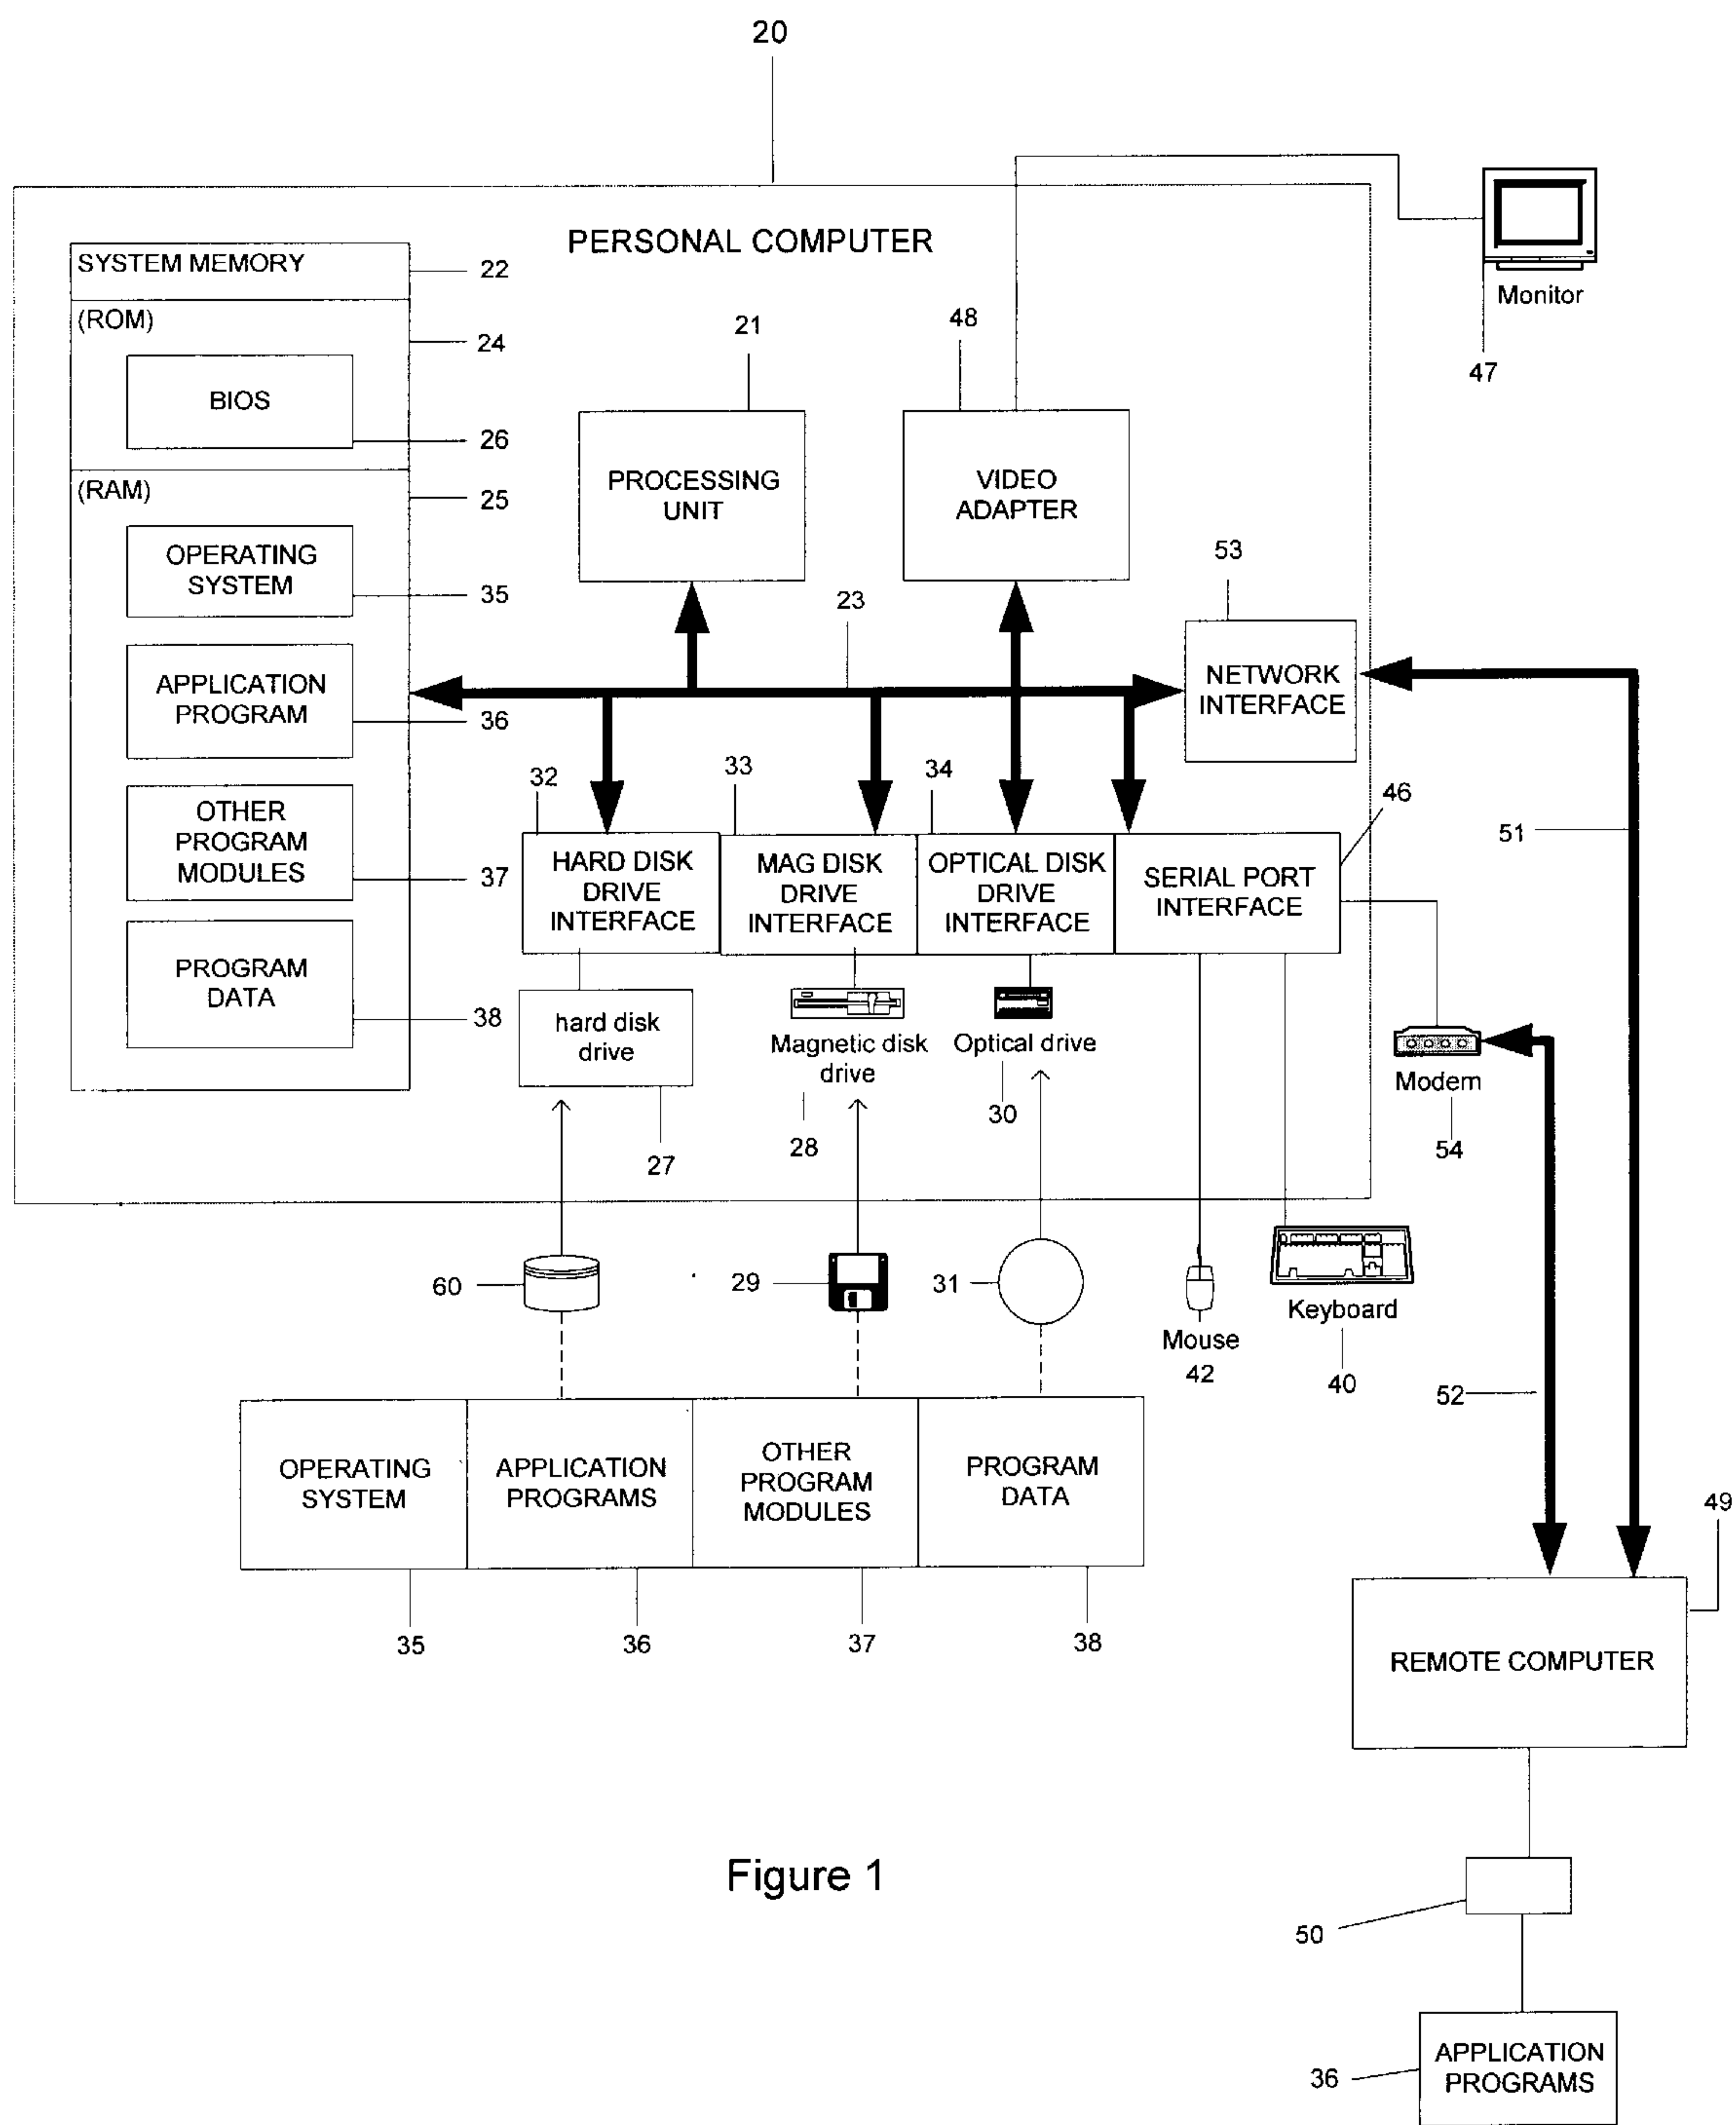 20
PERSONAL COMPUTER
SYSTEM MEMORY
22
(ROM)
24
BIOS
26
(RAM)
25
OPERATING
SYSTEM
35
APPLICATION
PROGRAM
36
OTHER
PROGRAM
MODULES
37
PROGRAM
DATA
38
21
PROCESSING
UNIT
48
VIDEO
ADAPTER
Monitor
47
23
53
NETWORK
INTERFACE
32
HARD DISK
DRIVE
INTERFACE
33
MAG DISK
DRIVE
INTERFACE
34
OPTICAL DISK
DRIVE
INTERFACE
46
SERIAL PORT
INTERFACE
51
hard disk
drive
27
Magnetic disk
drive
28
Optical drive
30
Modem
54
60
29
31
Mouse
42
Keyboard
40
52
OPERATING
SYSTEM
APPLICATION
PROGRAMS
OTHER
PROGRAM
MODULES
PROGRAM
DATA
35
36
37
38
49
REMOTE COMPUTER
Figure 1
50
36
APPLICATION
PROGRAMS